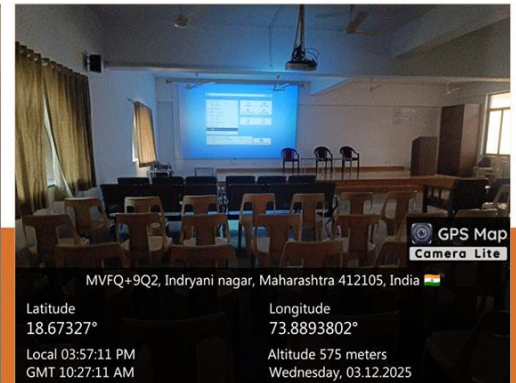 GPS Map
Camera Lite
MVFQ+9Q2, Indryani nagar, Maharashtra 412105, India
Latitude
18.67327°
Longitude
73.8893802°
Local 03:57:11 PM
GMT 10:27:11 AM
Altitude 575 meters
Wednesday, 03.12.2025